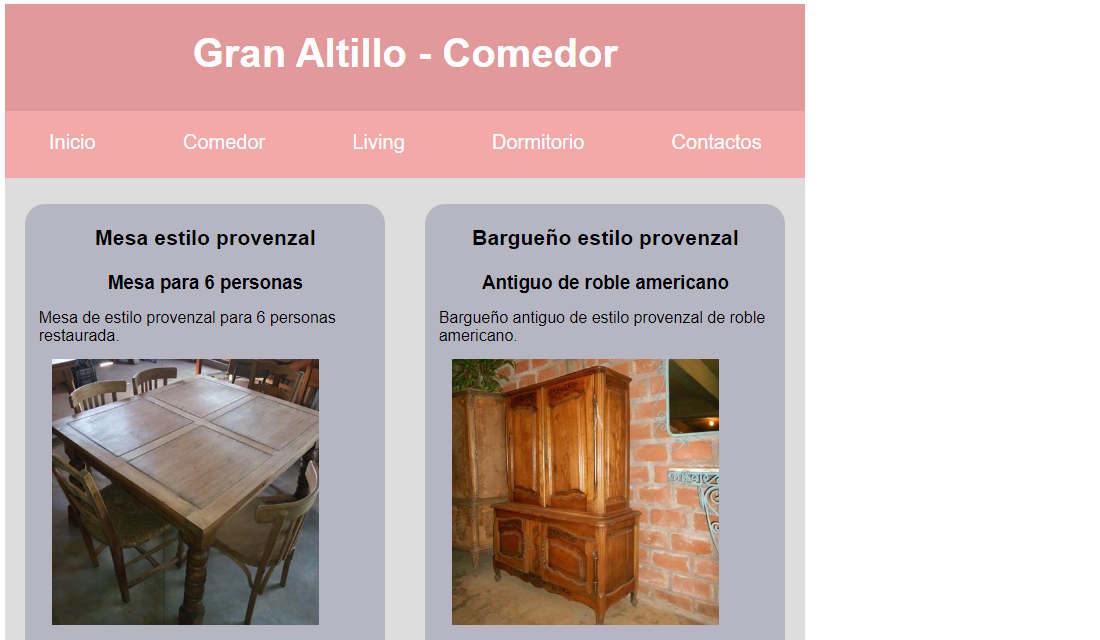 Gran Altillo - Comedor
Inicio Comedor Living Dormitorio Contactos
Mesa estilo provenzal
Mesa para 6 personas
Mesa de estilo provenzal para 6 personas
restaurada.
Bargueño estilo provenzal
Antiguo de roble americano
Bargueño antiguo de estilo provenzal de roble
americano.